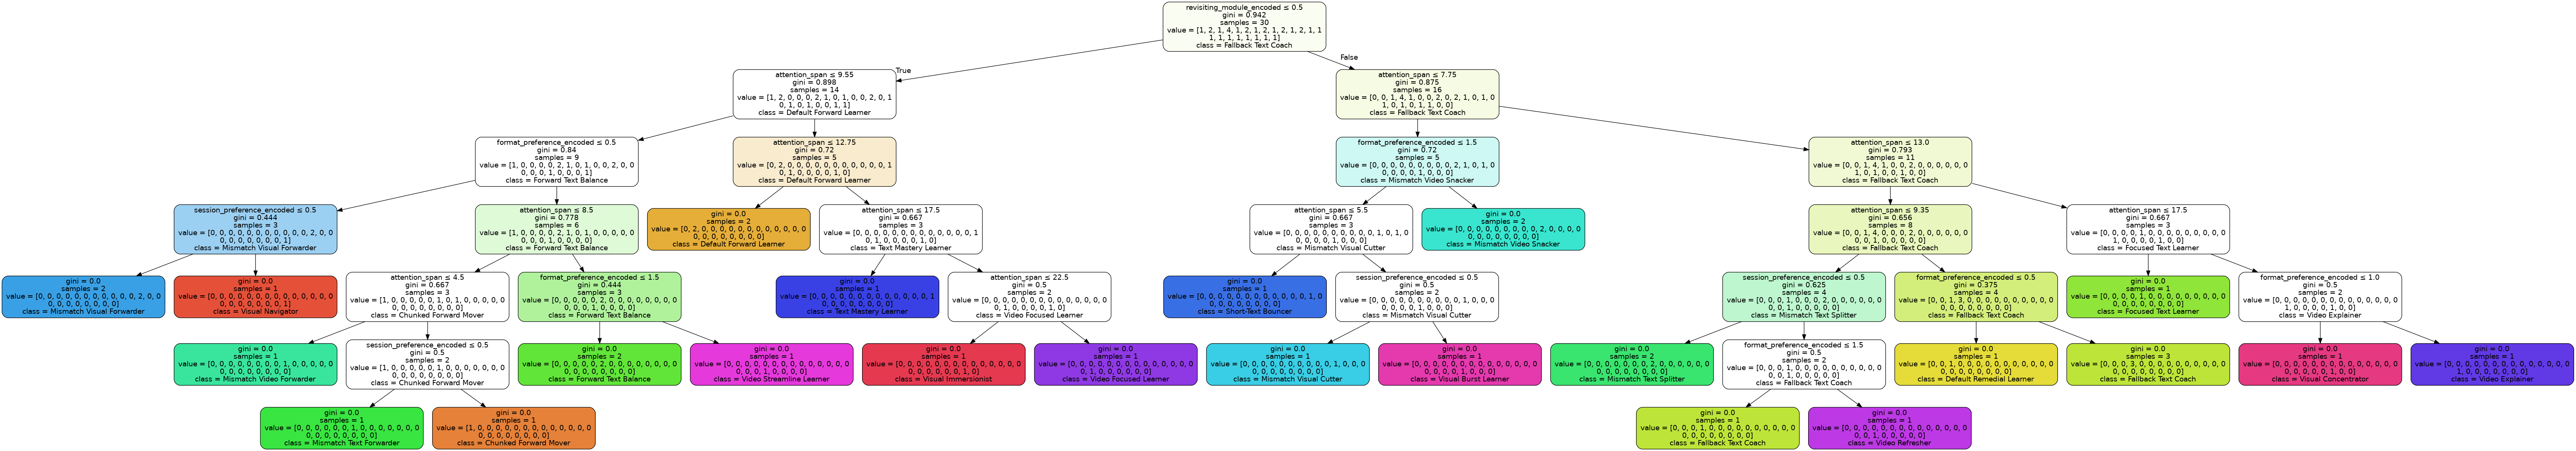 revisiting_module_encoded ≤ 0.5
gini = 0.942
samples = 30
value = [1, 2, 1, 4, 1, 2, 1, 2, 1, 2, 1, 2, 1, 1
1, 1, 1, 1, 1, 1, 1, 1]
class = Fallback Text Coach
True
False
attention_span ≤ 9.55
gini = 0.898
samples = 14
value = [1, 2, 0, 0, 0, 2, 1, 0, 1, 0, 0, 2, 0, 1
0, 1, 0, 1, 0, 0, 1, 1]
class = Default Forward Learner
attention_span ≤ 7.75
gini = 0.875
samples = 16
value = [0, 0, 1, 4, 1, 0, 0, 2, 0, 2, 1, 0, 1, 0
1, 0, 1, 0, 1, 1, 0, 0]
class = Fallback Text Coach
format_preference_encoded ≤ 0.5
gini = 0.84
samples = 9
value = [1, 0, 0, 0, 0, 2, 1, 0, 1, 0, 0, 2, 0, 0
0, 0, 0, 1, 0, 0, 0, 1]
class = Forward Text Balance
attention_span ≤ 12.75
gini = 0.72
samples = 5
value = [0, 2, 0, 0, 0, 0, 0, 0, 0, 0, 0, 0, 0, 1
0, 1, 0, 0, 0, 0, 1, 0]
class = Default Forward Learner
format_preference_encoded ≤ 1.5
gini = 0.72
samples = 5
value = [0, 0, 0, 0, 0, 0, 0, 0, 0, 2, 1, 0, 1, 0
0, 0, 0, 0, 1, 0, 0, 0]
class = Mismatch Video Snacker
attention_span ≤ 13.0
gini = 0.793
samples = 11
value = [0, 0, 1, 4, 1, 0, 0, 2, 0, 0, 0, 0, 0, 0
1, 0, 1, 0, 0, 1, 0, 0]
class = Fallback Text Coach
session_preference_encoded ≤ 0.5
gini = 0.444
samples = 3
value = [0, 0, 0, 0, 0, 0, 0, 0, 0, 0, 0, 2, 0, 0
0, 0, 0, 0, 0, 0, 0, 1]
class = Mismatch Visual Forwarder
attention_span ≤ 8.5
gini = 0.778
samples = 6
value = [1, 0, 0, 0, 0, 2, 1, 0, 1, 0, 0, 0, 0, 0
0, 0, 0, 1, 0, 0, 0, 0]
class = Forward Text Balance
gini = 0.0
samples = 2
value = [0, 2, 0, 0, 0, 0, 0, 0, 0, 0, 0, 0, 0, 0
0, 0, 0, 0, 0, 0, 0, 0]
class = Default Forward Learner
attention_span ≤ 17.5
gini = 0.667
samples = 3
value = [0, 0, 0, 0, 0, 0, 0, 0, 0, 0, 0, 0, 0, 1
0, 1, 0, 0, 0, 0, 1, 0]
class = Text Mastery Learner
attention_span ≤ 5.5
gini = 0.667
samples = 3
value = [0, 0, 0, 0, 0, 0, 0, 0, 0, 0, 1, 0, 1, 0
0, 0, 0, 0, 1, 0, 0, 0]
class = Mismatch Visual Cutter
gini = 0.0
samples = 2
value = [0, 0, 0, 0, 0, 0, 0, 0, 0, 2, 0, 0, 0, 0
0, 0, 0, 0, 0, 0, 0, 0]
class = Mismatch Video Snacker
attention_span ≤ 9.35
gini = 0.656
samples = 8
value = [0, 0, 1, 4, 0, 0, 0, 2, 0, 0, 0, 0, 0, 0
0, 0, 1, 0, 0, 0, 0, 0]
class = Fallback Text Coach
attention_span ≤ 17.5
gini = 0.667
samples = 3
value = [0, 0, 0, 0, 1, 0, 0, 0, 0, 0, 0, 0, 0, 0
1, 0, 0, 0, 0, 1, 0, 0]
class = Focused Text Learner
gini = 0.0
samples = 2
value = [0, 0, 0, 0, 0, 0, 0, 0, 0, 0, 0, 2, 0, 0
0, 0, 0, 0, 0, 0, 0, 0]
class = Mismatch Visual Forwarder
gini = 0.0
samples = 1
value = [0, 0, 0, 0, 0, 0, 0, 0, 0, 0, 0, 0, 0, 0
0, 0, 0, 0, 0, 0, 0, 1]
class = Visual Navigator
attention_span ≤ 4.5
gini = 0.667
samples = 3
value = [1, 0, 0, 0, 0, 0, 1, 0, 1, 0, 0, 0, 0, 0
0, 0, 0, 0, 0, 0, 0, 0]
class = Chunked Forward Mover
format_preference_encoded ≤ 1.5
gini = 0.444
samples = 3
value = [0, 0, 0, 0, 0, 2, 0, 0, 0, 0, 0, 0, 0, 0
0, 0, 0, 1, 0, 0, 0, 0]
class = Forward Text Balance
gini = 0.0
samples = 1
value = [0, 0, 0, 0, 0, 0, 0, 0, 0, 0, 0, 0, 0, 1
0, 0, 0, 0, 0, 0, 0, 0]
class = Text Mastery Learner
attention_span ≤ 22.5
gini = 0.5
samples = 2
value = [0, 0, 0, 0, 0, 0, 0, 0, 0, 0, 0, 0, 0, 0
0, 1, 0, 0, 0, 0, 1, 0]
class = Video Focused Learner
gini = 0.0
samples = 1
value = [0, 0, 0, 0, 0, 0, 0, 0, 0, 0, 0, 0, 1, 0
0, 0, 0, 0, 0, 0, 0, 0]
class = Short-Text Bouncer
session_preference_encoded ≤ 0.5
gini = 0.5
samples = 2
value = [0, 0, 0, 0, 0, 0, 0, 0, 0, 0, 1, 0, 0, 0
0, 0, 0, 0, 1, 0, 0, 0]
class = Mismatch Visual Cutter
session_preference_encoded ≤ 0.5
gini = 0.625
samples = 4
value = [0, 0, 0, 1, 0, 0, 0, 2, 0, 0, 0, 0, 0, 0
0, 0, 1, 0, 0, 0, 0, 0]
class = Mismatch Text Splitter
format_preference_encoded ≤ 0.5
gini = 0.375
samples = 4
value = [0, 0, 1, 3, 0, 0, 0, 0, 0, 0, 0, 0, 0, 0
0, 0, 0, 0, 0, 0, 0, 0]
class = Fallback Text Coach
gini = 0.0
samples = 1
value = [0, 0, 0, 0, 1, 0, 0, 0, 0, 0, 0, 0, 0, 0
0, 0, 0, 0, 0, 0, 0, 0]
class = Focused Text Learner
format_preference_encoded ≤ 1.0
gini = 0.5
samples = 2
value = [0, 0, 0, 0, 0, 0, 0, 0, 0, 0, 0, 0, 0, 0
1, 0, 0, 0, 0, 1, 0, 0]
class = Video Explainer
gini = 0.0
samples = 1
value = [0, 0, 0, 0, 0, 0, 0, 0, 1, 0, 0, 0, 0, 0
0, 0, 0, 0, 0, 0, 0, 0]
class = Mismatch Video Forwarder
session_preference_encoded ≤ 0.5
gini = 0.5
samples = 2
value = [1, 0, 0, 0, 0, 0, 1, 0, 0, 0, 0, 0, 0, 0
0, 0, 0, 0, 0, 0, 0, 0]
class = Chunked Forward Mover
gini = 0.0
samples = 2
value = [0, 0, 0, 0, 0, 2, 0, 0, 0, 0, 0, 0, 0, 0
0, 0, 0, 0, 0, 0, 0, 0]
class = Forward Text Balance
gini = 0.0
samples = 1
value = [0, 0, 0, 0, 0, 0, 0, 0, 0, 0, 0, 0, 0, 0
0, 0, 0, 1, 0, 0, 0, 0]
class = Video Streamline Learner
gini = 0.0
samples = 1
value = [0, 0, 0, 0, 0, 0, 0, 0, 0, 0, 0, 0, 0, 0
0, 0, 0, 0, 0, 0, 1, 0]
class = Visual Immersionist
gini = 0.0
samples = 1
value = [0, 0, 0, 0, 0, 0, 0, 0, 0, 0, 0, 0, 0, 0
0, 1, 0, 0, 0, 0, 0, 0]
class = Video Focused Learner
gini = 0.0
samples = 1
value = [0, 0, 0, 0, 0, 0, 0, 0, 0, 0, 1, 0, 0, 0
0, 0, 0, 0, 0, 0, 0, 0]
class = Mismatch Visual Cutter
gini = 0.0
samples = 1
value = [0, 0, 0, 0, 0, 0, 0, 0, 0, 0, 0, 0, 0, 0
0, 0, 0, 0, 1, 0, 0, 0]
class = Visual Burst Learner
gini = 0.0
samples = 2
value = [0, 0, 0, 0, 0, 0, 0, 2, 0, 0, 0, 0, 0, 0
0, 0, 0, 0, 0, 0, 0, 0]
class = Mismatch Text Splitter
format_preference_encoded ≤ 1.5
gini = 0.5
samples = 2
value = [0, 0, 0, 1, 0, 0, 0, 0, 0, 0, 0, 0, 0, 0
0, 0, 1, 0, 0, 0, 0, 0]
class = Fallback Text Coach
gini = 0.0
samples = 1
value = [0, 0, 1, 0, 0, 0, 0, 0, 0, 0, 0, 0, 0, 0
0, 0, 0, 0, 0, 0, 0, 0]
class = Default Remedial Learner
gini = 0.0
samples = 3
value = [0, 0, 0, 3, 0, 0, 0, 0, 0, 0, 0, 0, 0, 0
0, 0, 0, 0, 0, 0, 0, 0]
class = Fallback Text Coach
gini = 0.0
samples = 1
value = [0, 0, 0, 0, 0, 0, 0, 0, 0, 0, 0, 0, 0, 0
0, 0, 0, 0, 0, 1, 0, 0]
class = Visual Concentrator
gini = 0.0
samples = 1
value = [0, 0, 0, 0, 0, 0, 0, 0, 0, 0, 0, 0, 0, 0
1, 0, 0, 0, 0, 0, 0, 0]
class = Video Explainer
gini = 0.0
samples = 1
value = [0, 0, 0, 0, 0, 0, 1, 0, 0, 0, 0, 0, 0, 0
0, 0, 0, 0, 0, 0, 0, 0]
class = Mismatch Text Forwarder
gini = 0.0
samples = 1
value = [1, 0, 0, 0, 0, 0, 0, 0, 0, 0, 0, 0, 0, 0
0, 0, 0, 0, 0, 0, 0, 0]
class = Chunked Forward Mover
gini = 0.0
samples = 1
value = [0, 0, 0, 1, 0, 0, 0, 0, 0, 0, 0, 0, 0, 0
0, 0, 0, 0, 0, 0, 0, 0]
class = Fallback Text Coach
gini = 0.0
samples = 1
value = [0, 0, 0, 0, 0, 0, 0, 0, 0, 0, 0, 0, 0, 0
0, 0, 1, 0, 0, 0, 0, 0]
class = Video Refresher